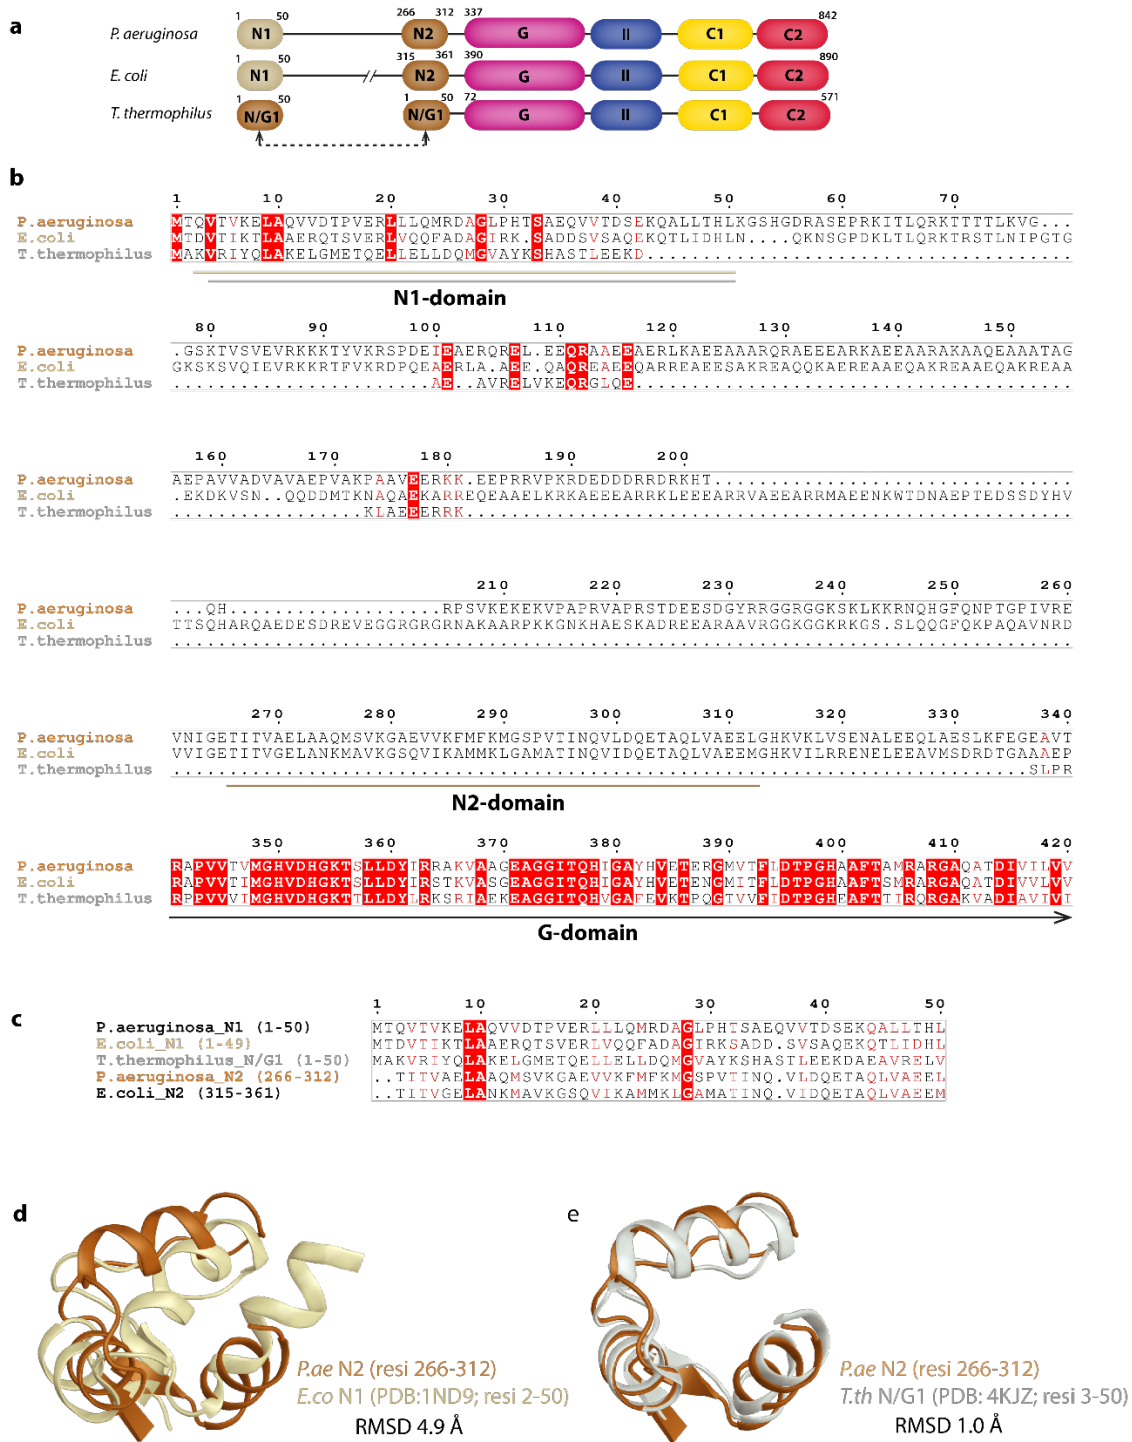 a
1 50 266 312 337 842
P. aeruginosa N1 N2 G II C1 C2
1 50 315 361 390 890
E. coli N1 N2 G II C1 C2
1 50 1 50 72 571
T. thermophilus N/G1 N/G1 G II C1 C2
b
1 10 20 30 40 50 60 70
P.aeruginosa MTQVTVKELAQVVDTPVERLLLQMRDAGLPHTSAEQVVTDSEKQALLTHLKGSHGDRASEPRKITLQRKTTTTLKVG...
E.coli MTDVTIKTLAAERQTSVERLVQQFADAGIRK.SADDSVSAQEKQTLIDHLN....QKNSGPDKLTLQRKTRSTLNIPGTG
T.thermophilus MAKVRIYQLAKELGMETQELLELLDQMGVAYKSHASTLEEKD......................................
N1-domain
80 90 100 110 120 130 140 150
P.aeruginosa .GSKTVSVEVRKKKTYVKRSPDEIEAERQREL.EEQRAAEEAERLKAEEAAARQRAEEEARKAEEAARAKAAQEAAATAG
E.coli GKSKSVQIEVRKKRTFVKRDPQEAERLA.AEE.QAQREAEEQARREAEESAKREAQQKAEREAAEQAKREAAEQAKREAA
T.thermophilus ........................AE..AVRELVKEQRGLQE.......................................
160 170 180 190 200
P.aeruginosa AEPAVVADVAVAEPVAKPAAVEERKKEEPRRVPKRDEDDDRRDRKHT................................
E.coli .EKDKVSN..QQDDMTKNAQAEKARREQEAAELKRKAEEEARRKLEEEARRVAEEARRMAEENKWTDNAEPTEDSSDYHV
T.thermophilus .................KLAEEERRK......................................................
210 220 230 240 250 260
P.aeruginosa ...QH...................RPSVKEKEKVPAPRVAPRSTDEESDGYRRGGRGGKSKLKKRNQHGFQNPTGPIVRE
E.coli TTSQHARQAEDESDREVEGGRGRGRNAKAARPKKGNKHAESKADREEARAAVRGGKGGKRKGS.SLQQGFQKPAQAVNRD
T.thermophilus ................................................................................
270 280 290 300 310 320 330 340
P.aeruginosa VNIGETITVAELAAQMSVKGAEVVKFMFKMGSPVTINQVLDQETAQLVAEELGHKVKLVSENALEEQLAESLKFEGEAVT
E.coli VVIGETITVGELANKMAVKGSQVIKAMMKLGAMATINQVIDQETAQLVAEEMGHKVILRRENELEEAVMSDRDTGAAAEP
T.thermophilus ............................................................................SLPR
N2-domain
350 360 370 380 390 400 410 420
P.aeruginosa RAPVVTVMGHVDHGKTSLLDYIRRAKVAAGEAGGITQHIGAYHVETERGMVTFLDTPGHAAFTAMRARGAQATDIVILVV
E.coli RAPVVTIMGHVDHGKTSLLDYIRSTKVASGEAGGITQHIGAYHVETENGMITFLDTPGHAAFTSMRARGAQATDIVVLVV
T.thermophilus RPPVVVIMGHVDHGKTTLLDYLRKSRIAEKEAGGITQHVGAFEVKTPQGTVVFIDTPGHEAFTTIRQRGAKVADIAVIVI
G-domain
c
1 10 20 30 40 50
P.aeruginosa_N1 (1-50) MTQVTVKELAQVVDTPVERLLLQMRDAGLPHTSAEQVVTDSEKQALLTHL
E.coli_N1 (1-49) MTDVTIKTLAAERQTSVERLVQQFADAGIRKSADD.SVSAQEKQTLIDHL
T.thermophilus_N/G1 (1-50) MAKVRIYQLAKELGMETQELLELLDQMGVAYKSHASTLEEKDAEAVRELV
P.aeruginosa_N2 (266-312) ..TITVAELAAQMSVKGAEVVKFMFKMGSPVTINQ.VLDQETAQLVAEEL
E.coli_N2 (315-361) ..TITVGELANKMAVKGSQVIKAMMKLGAMATINQ.VIDQETAQLVAEEM
d
P.ae N2 (resi 266-312)
E.co N1 (PDB:1ND9; resi 2-50)
RMSD 4.9 Å
e
P.ae N2 (resi 266-312)
T.th N/G1 (PDB: 4KJZ; resi 3-50)
RMSD 1.0 Å